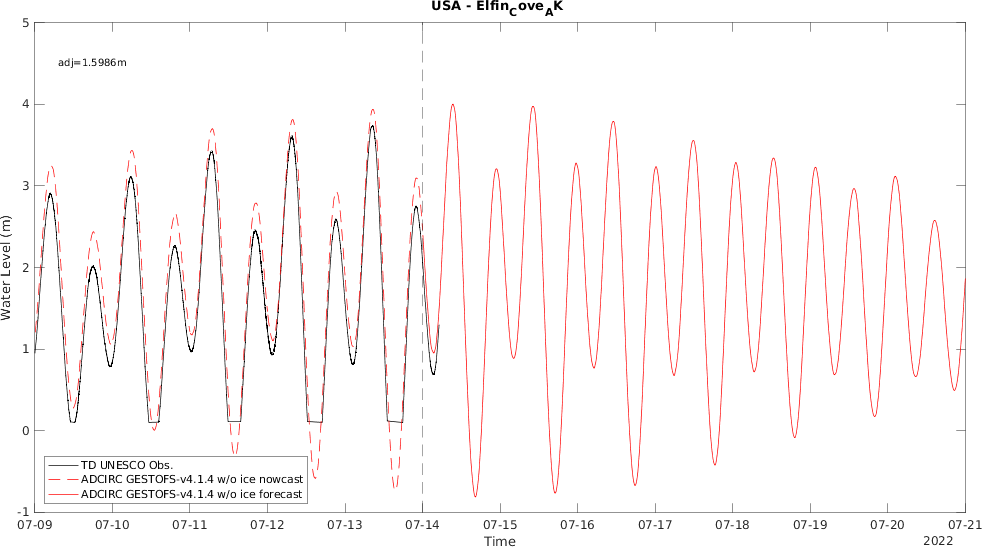 USA - ElfinCoveAK
5
adj=1.5986m
4
3
2
1
0
-1
Water Level (m)
TD UNESCO Obs.
ADCIRC GESTOFS-v4.1.4 w/o ice nowcast
ADCIRC GESTOFS-v4.1.4 w/o ice forecast
07-09 07-10 07-11 07-12 07-13 07-14 07-15 07-16 07-17 07-18 07-19 07-20 07-21
Time
2022